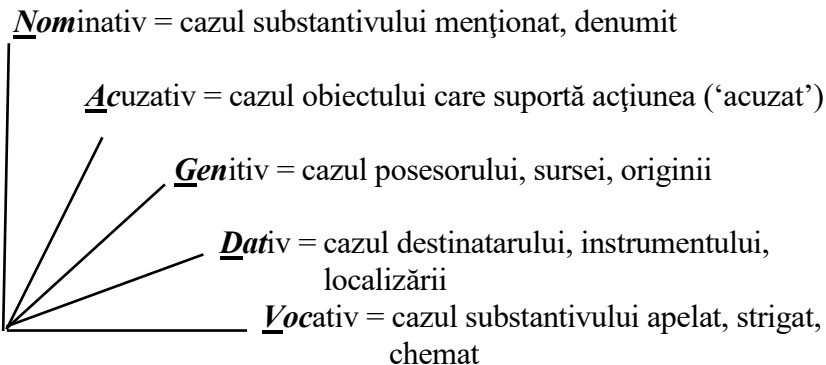 Nominativ = cazul substantivului menţionat, denumit
Acuzativ = cazul obiectului care suportă acţiunea (‘acuzat’)
Genitiv = cazul posesorului, sursei, originii
Dativ = cazul destinatarului, instrumentului,
localizării
Vocativ = cazul substantivului apelat, strigat,
chemat